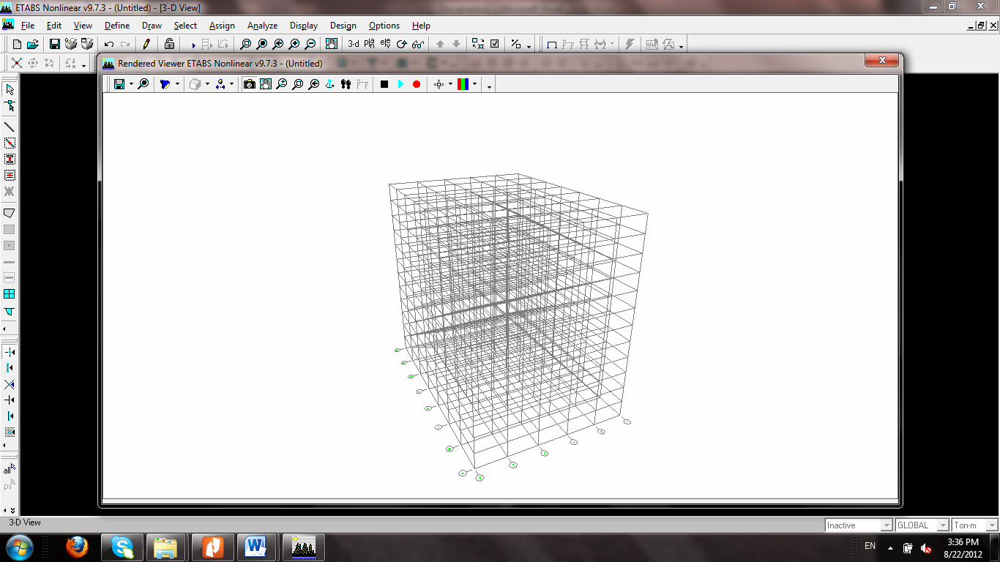 ETABS Nonlinear v9.7.3 - (Untitled) - [3-D View]
File Edit View Define Draw Select Assign Analyze Display Design Options Help
3-d
Rendered Viewer ETABS Nonlinear v9.7.3 - (Untitled)
all
ps
3-D View
Inactive GLOBAL Ton-m
EN
3:36 PM
8/22/2012